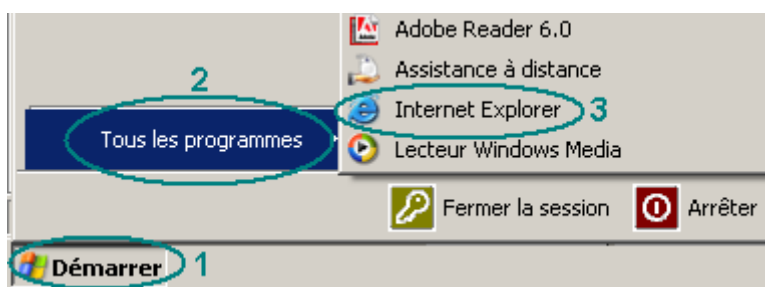 Adobe Reader 6.0
2 Assistance à distance
Internet Explorer 3
Tous les programmes
Lecteur Windows Media
Fermer la session Arrêter
Démarrer 1